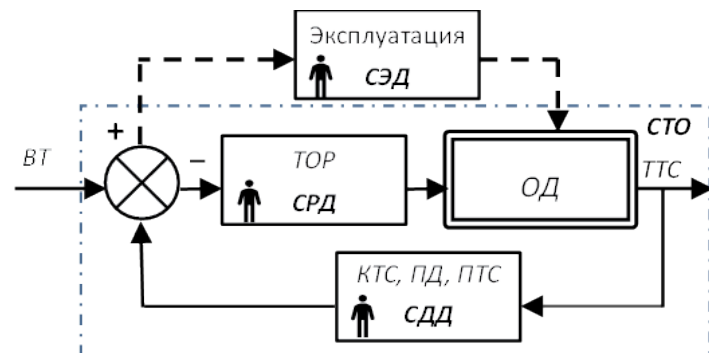 Эксплуатация
СЭД
+
СТО
ВТ
–
ТОР
СРД
ОД
ТТС
КТС, ПД, ПТС
СДД